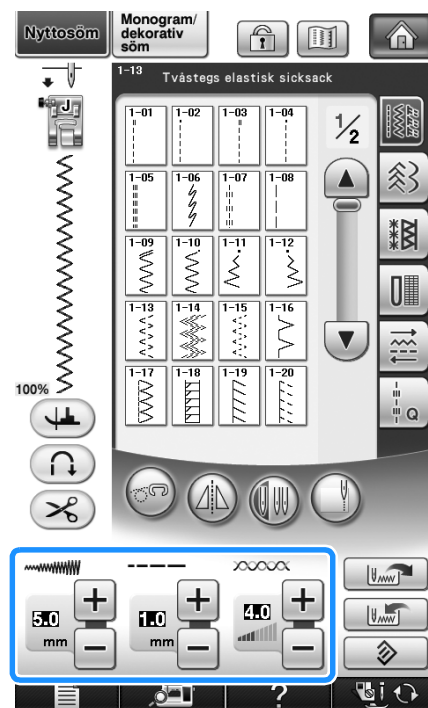 Nyttosöm
Monogram/
dekorativ
söm
1-13 Tvåstegs elastisk sicksack
J
1-01 1-02 1-03 1-04
1/2
1-05 1-06 1-07 1-08
1-09 1-10 1-11 1-12
1-13 1-14 1-15 1-16
1-17 1-18 1-19 1-20
100%
Q
5.0 mm
1.0 mm
4.0
?